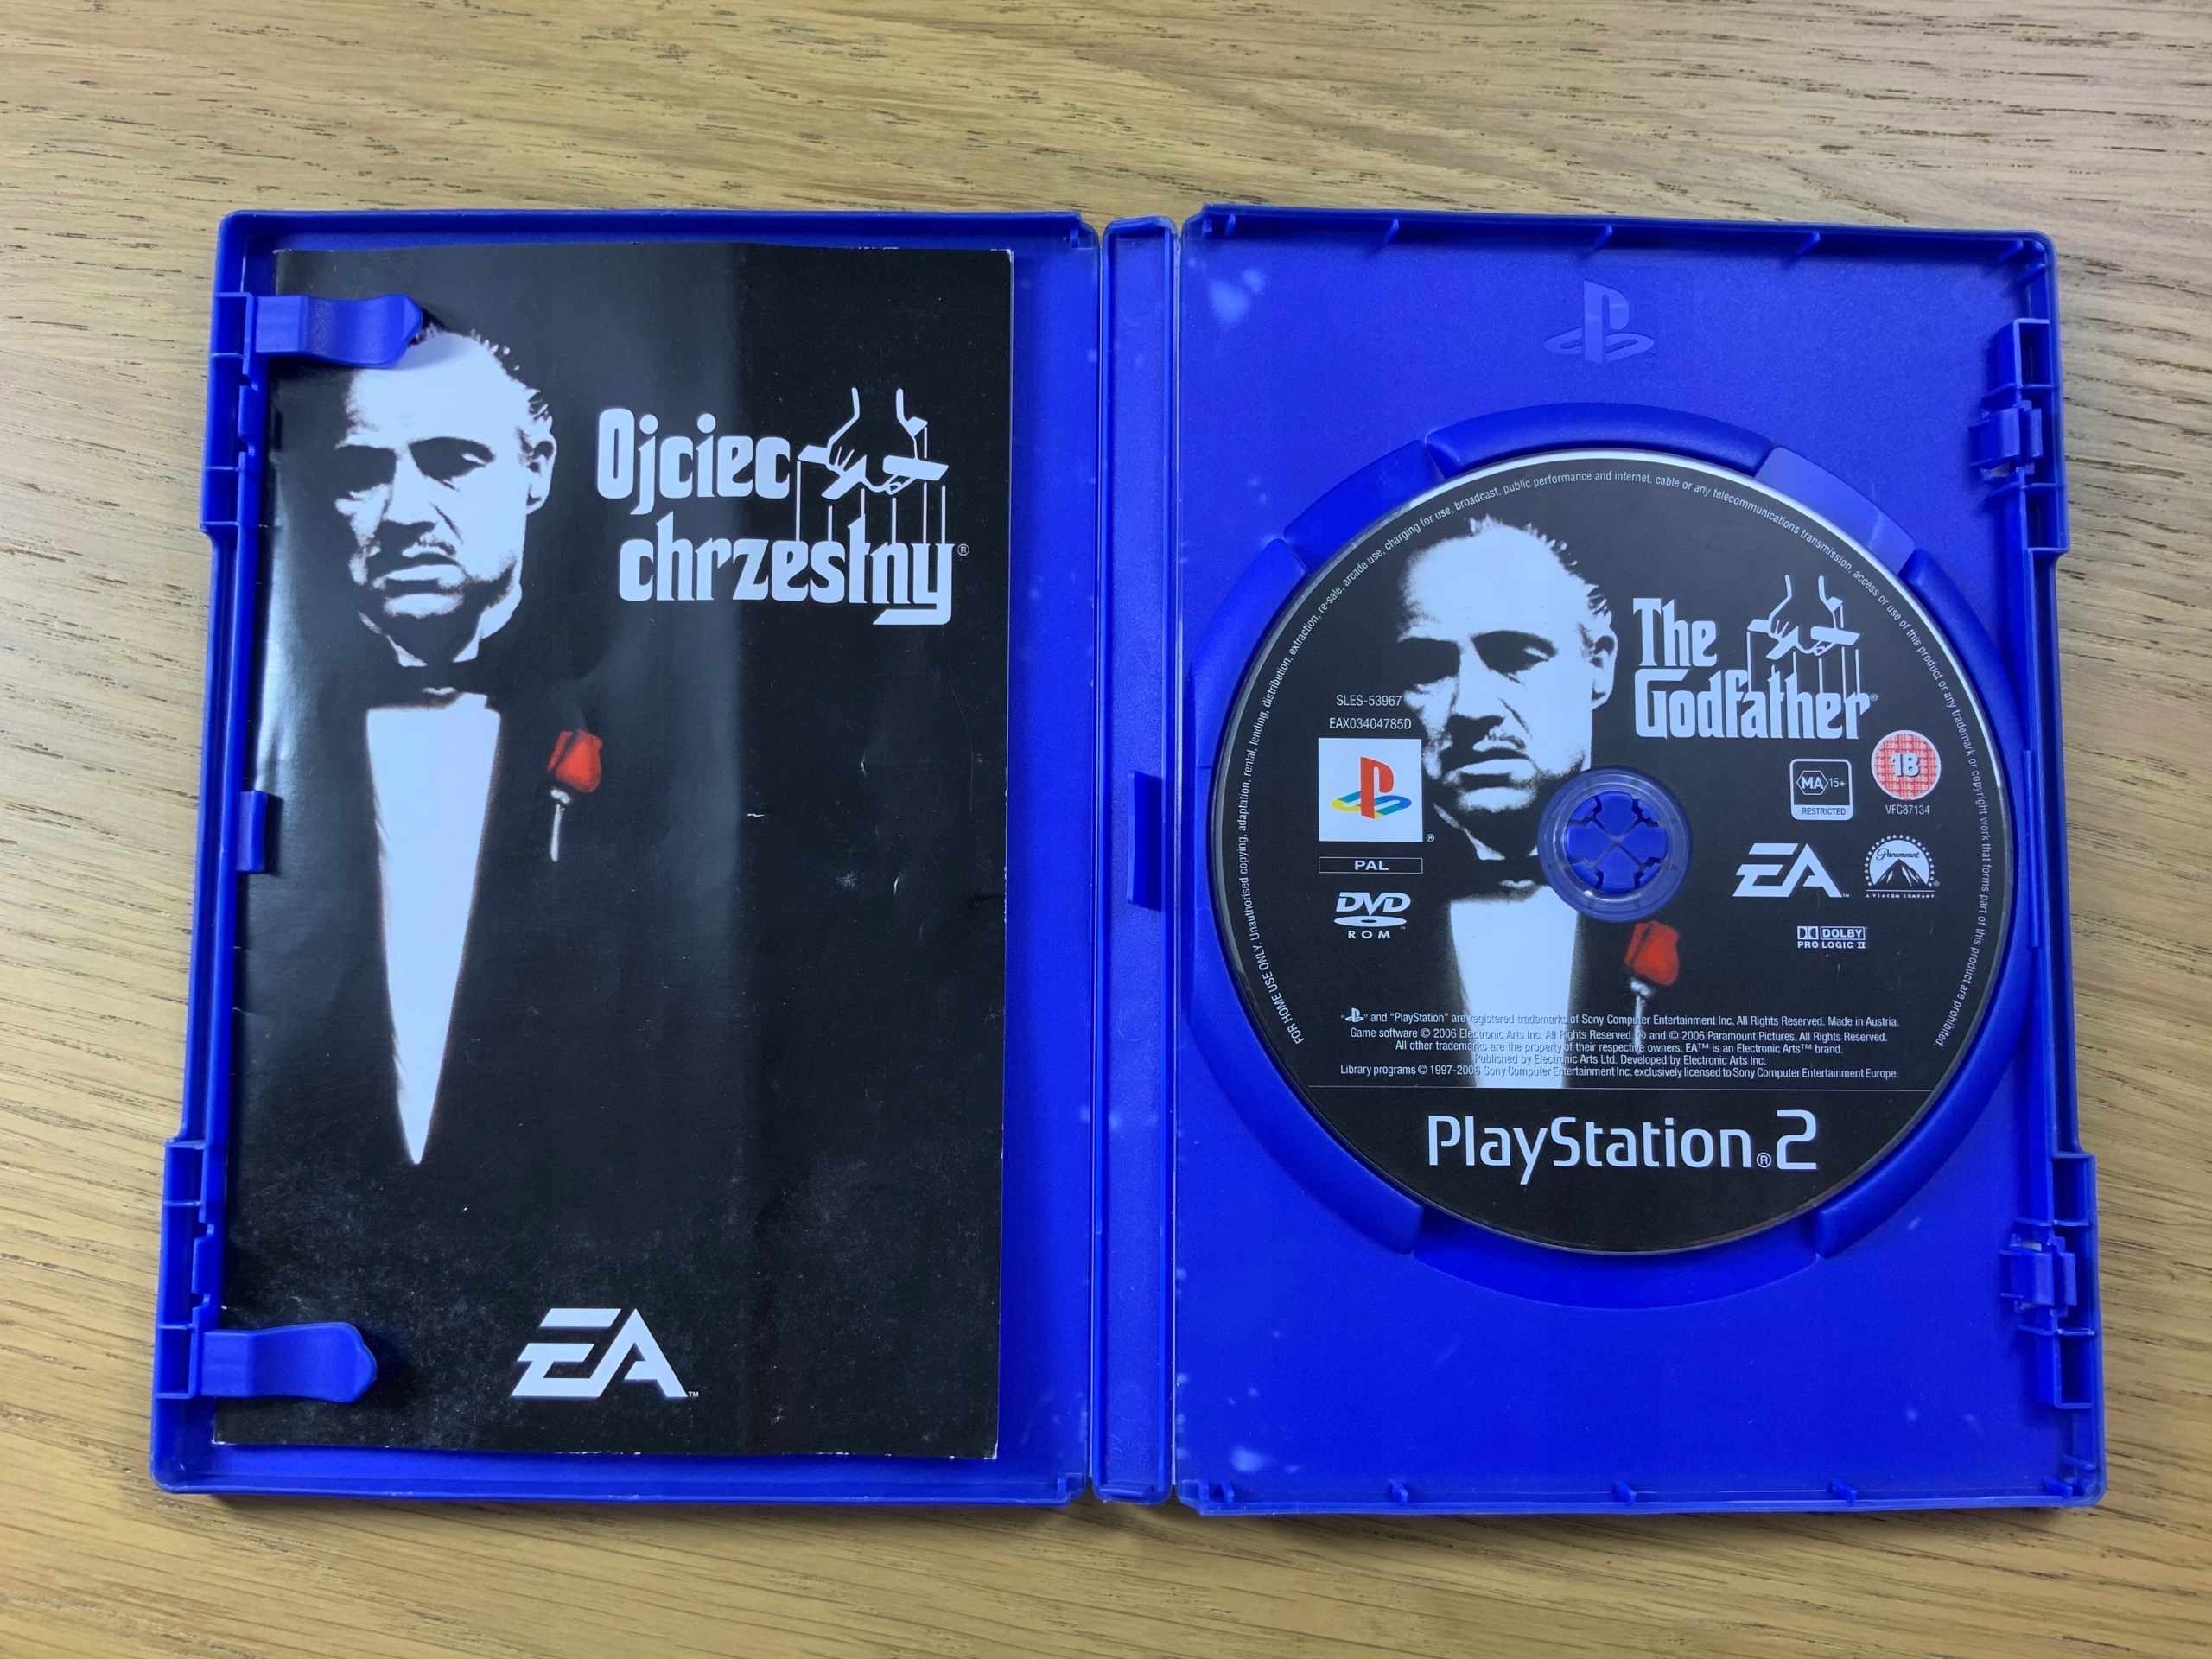 Ojciec
chrzestny®
EA™
FOR HOME USE ONLY. Unauthorised copying, adaptation, rental, lending, distribution, extraction, re-sale, arcade use, charging for use, broadcast, public performance and internet, cable or any telecommunications transmission, access or use of this product or any trademark or copyright work that forms part of this product are prohibited.
The
Godfather®
SLES-53967
EAX03404785D
®
PAL
DVD
ROM™
MA 15+
RESTRICTED
18
VFC87134
EA™
Paramount®
A VIACOM COMPANY
DOLBY
PRO LOGIC II
" " and "PlayStation" are registered trademarks of Sony Computer Entertainment Inc. All Rights Reserved. Made in Austria.
Game software © 2006 Electronic Arts Inc. All Rights Reserved. ® and © 2006 Paramount Pictures. All Rights Reserved.
All other trademarks are the property of their respective owners. EA™ is an Electronic Arts™ brand.
Published by Electronic Arts Ltd. Developed by Electronic Arts Inc.
Library programs © 1997-2006 Sony Computer Entertainment Inc. exclusively licensed to Sony Computer Entertainment Europe.
PlayStation®2